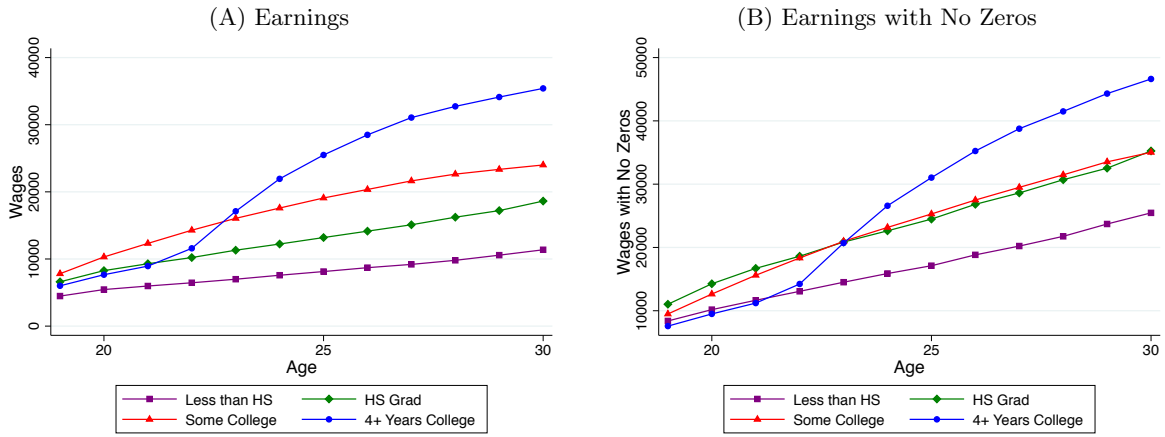 (A) Earnings
40000
30000
20000
10000
0
Wages
20 25 30
Age
Less than HS HS Grad
Some College 4+ Years College
(B) Earnings with No Zeros
50000
40000
30000
20000
10000
Wages with No Zeros
20 25 30
Age
Less than HS HS Grad
Some College 4+ Years College